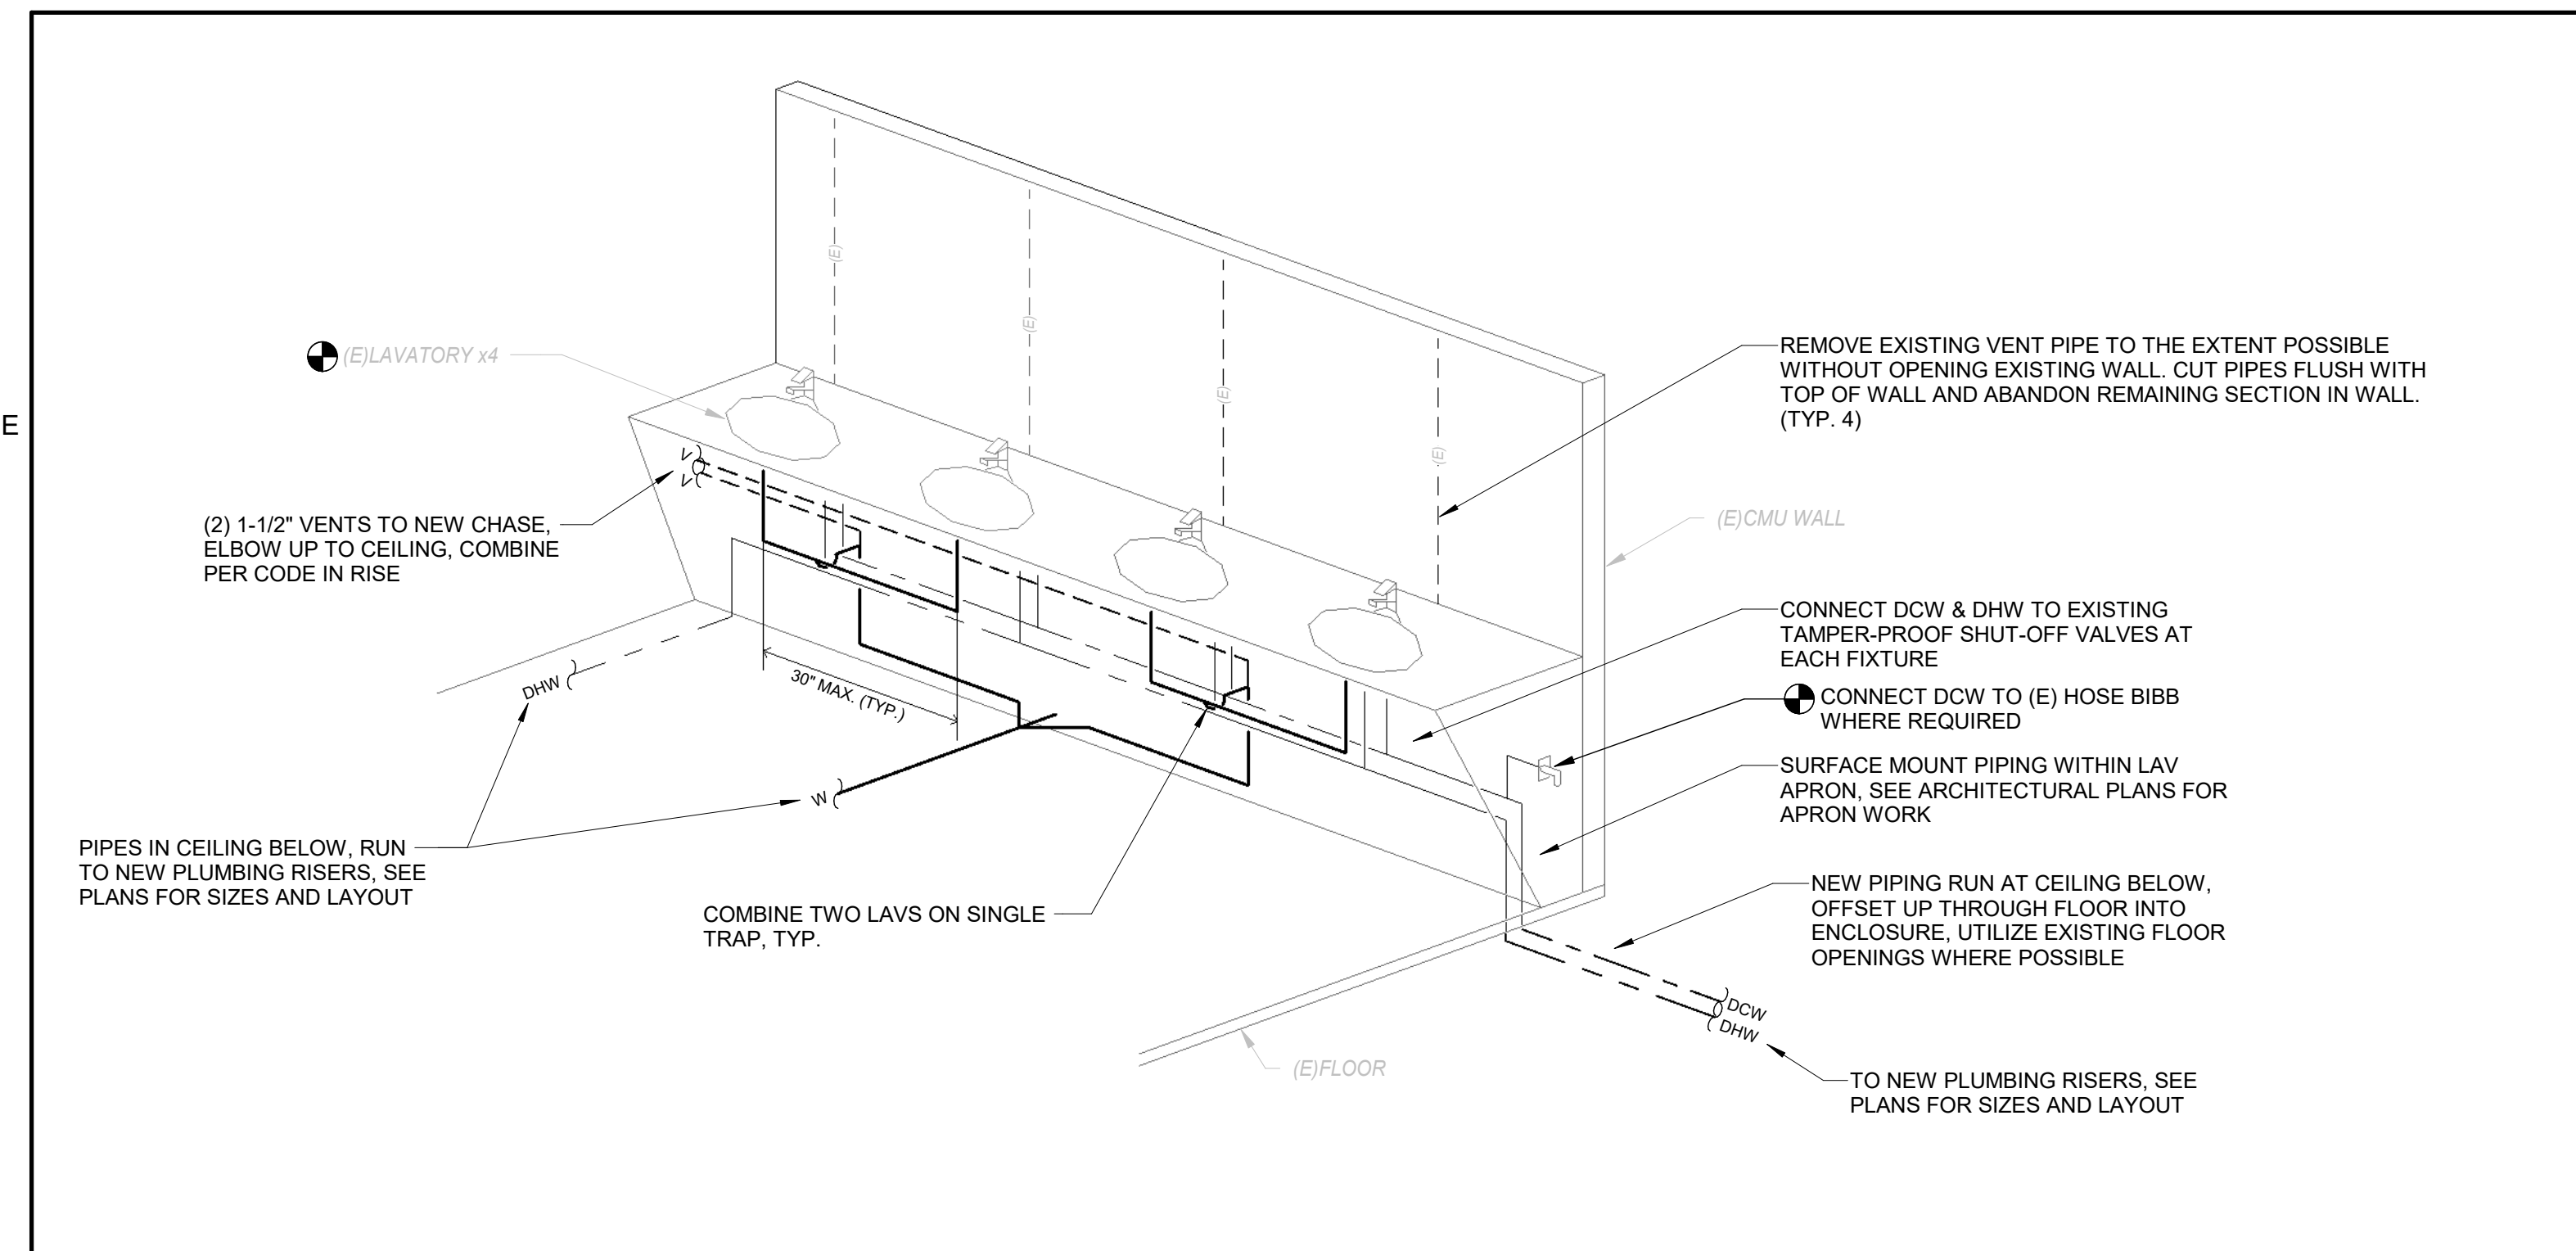 (E)
(E)
(E)
(E)
(E)LAVATORY x4
REMOVE EXISTING VENT PIPE TO THE EXTENT POSSIBLE
WITHOUT OPENING EXISTING WALL. CUT PIPES FLUSH WITH
TOP OF WALL AND ABANDON REMAINING SECTION IN WALL.
(TYP. 4)
E
V
V
(2) 1-1/2" VENTS TO NEW CHASE,
ELBOW UP TO CEILING, COMBINE
PER CODE IN RISE
(E)CMU WALL
CONNECT DCW & DHW TO EXISTING
TAMPER-PROOF SHUT-OFF VALVES AT
EACH FIXTURE
DHW
30" MAX. (TYP.)
CONNECT DCW TO (E) HOSE BIBB
WHERE REQUIRED
SURFACE MOUNT PIPING WITHIN LAV
APRON, SEE ARCHITECTURAL PLANS FOR
APRON WORK
W
PIPES IN CEILING BELOW, RUN
TO NEW PLUMBING RISERS, SEE
PLANS FOR SIZES AND LAYOUT
COMBINE TWO LAVS ON SINGLE
TRAP, TYP.
NEW PIPING RUN AT CEILING BELOW,
OFFSET UP THROUGH FLOOR INTO
ENCLOSURE, UTILIZE EXISTING FLOOR
OPENINGS WHERE POSSIBLE
DCW
DHW
(E)FLOOR
TO NEW PLUMBING RISERS, SEE
PLANS FOR SIZES AND LAYOUT